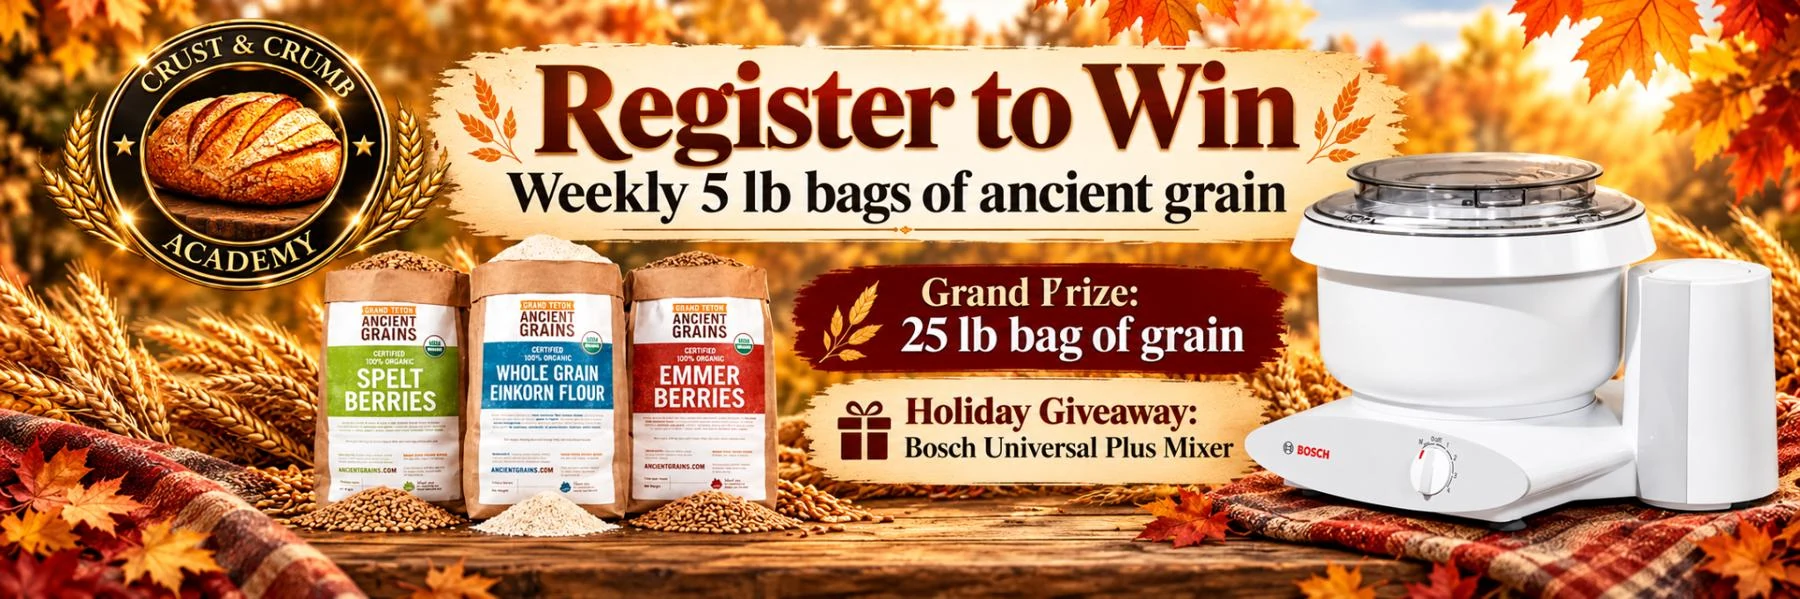 CRUST & CRUMB
ACADEMY
Register to Win
Weekly 5 lb bags of ancient grain
Grand Prize:
25 lb bag of grain
Holiday Giveaway:
Bosch Universal Plus Mixer
GRAND TETON
ANCIENT
GRAINS
CERTIFIED
100% ORGANIC
SPELT
BERRIES
ANCIENTGRAINS.COM
GRAND TETON
ANCIENT
GRAINS
CERTIFIED
100% ORGANIC
WHOLE GRAIN
EINKORN FLOUR
ANCIENTGRAINS.COM
GRAND TETON
ANCIENT
GRAINS
CERTIFIED
100% ORGANIC
EMMER
BERRIES
ANCIENTGRAINS.COM
BOSCH